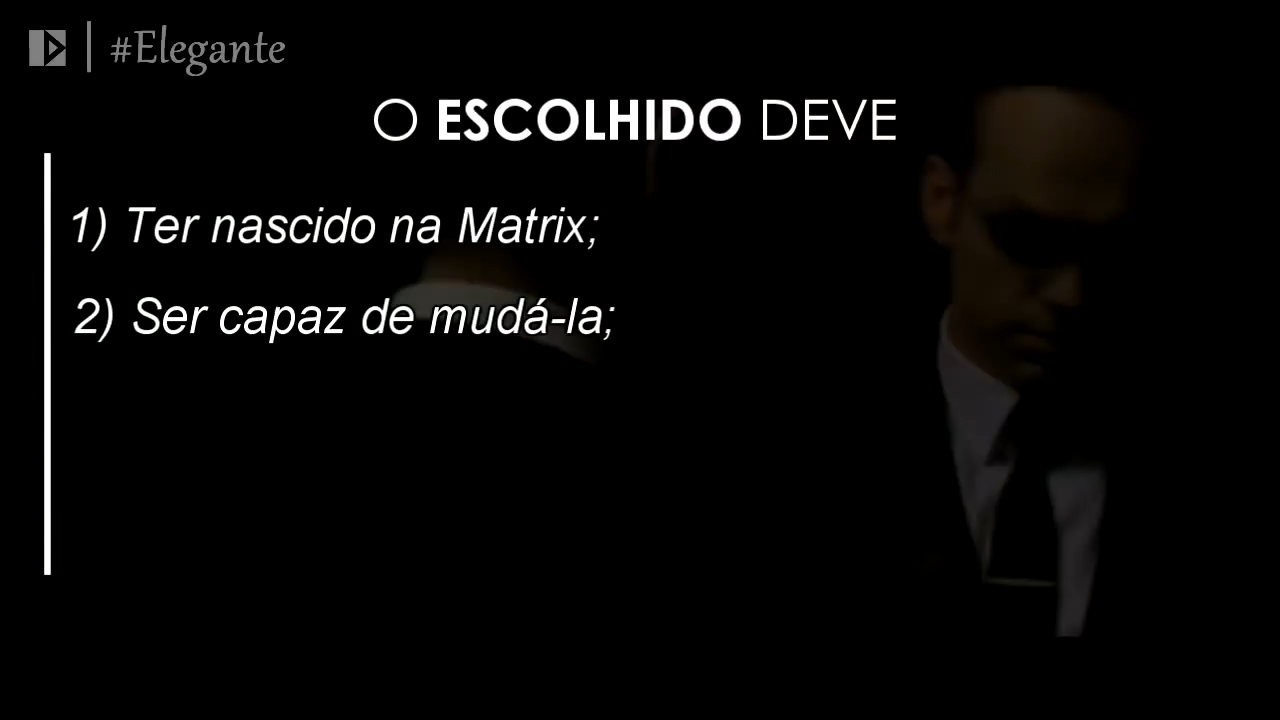 #Elegante
O ESCOLHIDO DEVE
1) Ter nascido na Matrix;
2) Ser capaz de mudá-la;